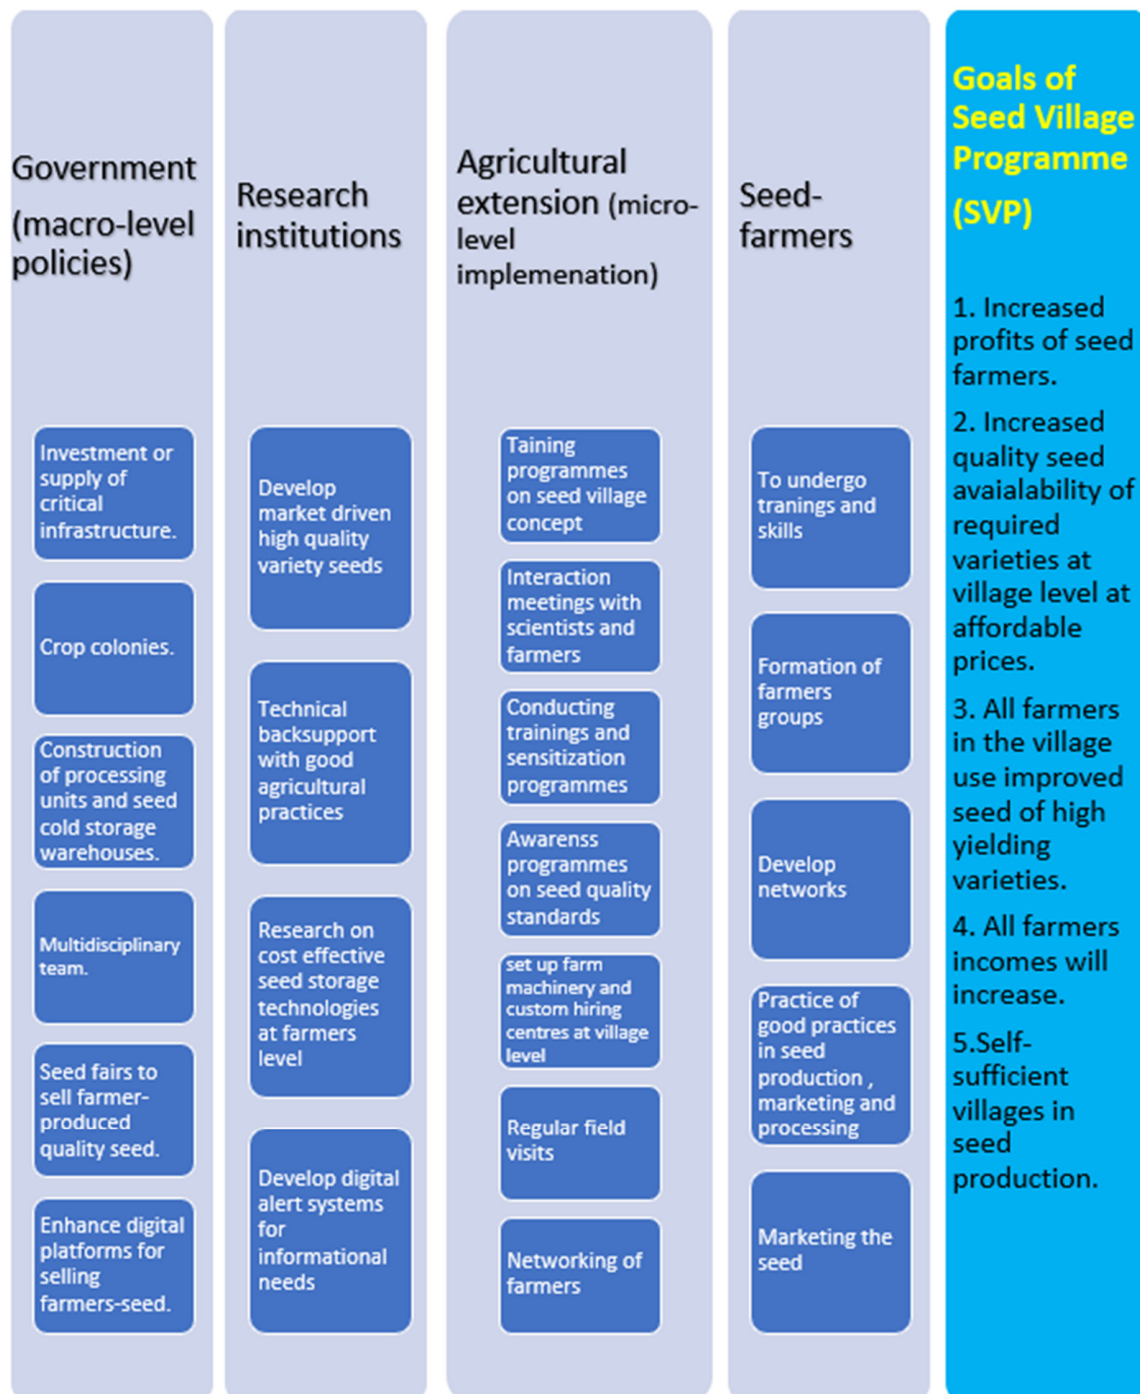 Government
(macro-level
policies)
Investment or
supply of
critical
infrastructure.
Crop colonies.
Construction
of processing
units and seed
cold storage
warehouses.
Multidisciplinary
team.
Seed fairs to
sell farmer-
produced
quality seed.
Enhance digital
platforms for
selling
farmers-seed.
Research
institutions
Develop
market driven
high quality
variety seeds
Technical
backsupport
with good
agricultural
practices
Research on
cost effective
seed storage
technologies
at farmers
level
Develop digital
alert systems
for
informational
needs
Agricultural
extension (micro-
level
implemenation)
Taining
programmes
on seed village
concept
Interaction
meetings with
scientists and
farmers
Conducting
trainings and
sensitization
programmes
Awarenss
programmes
on seed quality
standards
set up farm
machinery and
custom hiring
centres at village
level
Regular field
visits
Networking of
farmers
Seed-
farmers
To undergo
tranings and
skills
Formation of
farmers
groups
Develop
networks
Practice of
good practices
in seed
production ,
marketing and
processing
Marketing the
seed
Goals of
Seed Village
Programme
(SVP)
1. Increased
profits of seed
farmers.
2. Increased
quality seed
avaialability of
required
varieties at
village level at
affordable
prices.
3. All farmers
in the village
use improved
seed of high
yielding
varieties.
4. All farmers
incomes will
increase.
5.Self-
sufficient
villages in
seed
production.